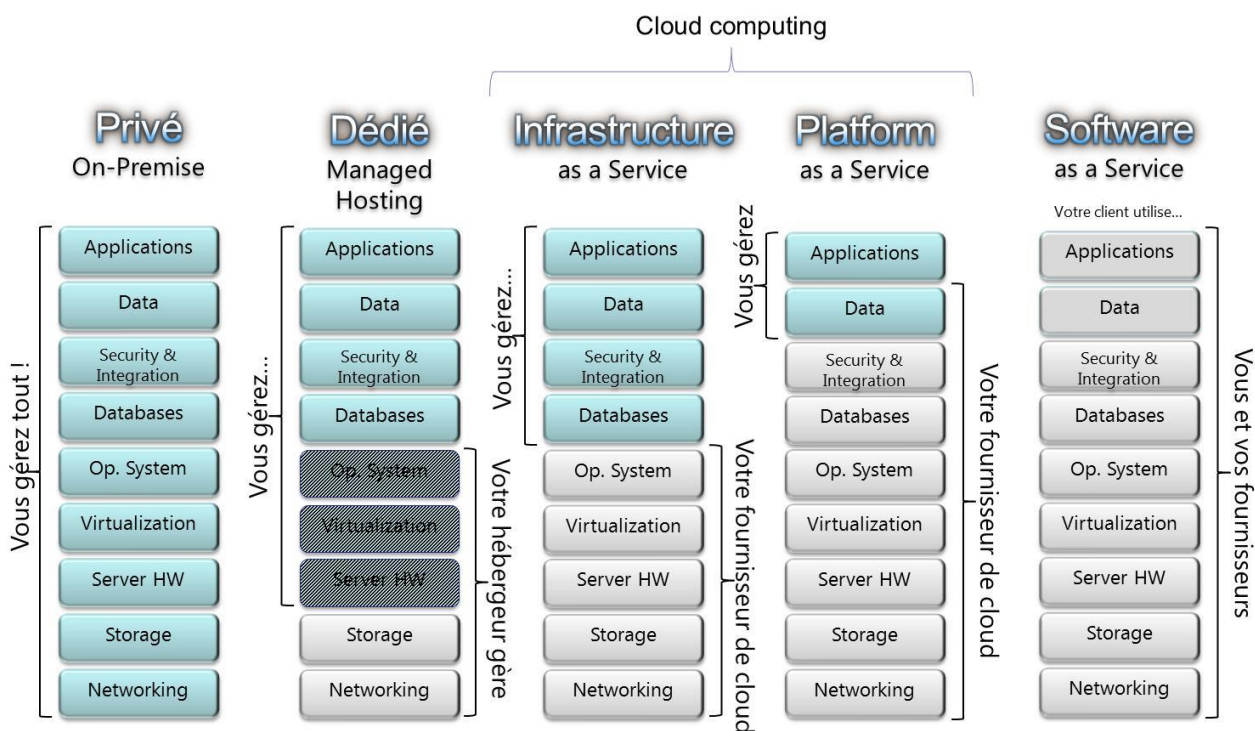 Cloud computing
Privé
On-Premise
Vous gérez tout !
Applications
Data
Security &
Integration
Databases
Op. System
Virtualization
Server HW
Storage
Networking
Dédié
Managed
Hosting
Vous gérez...
Applications
Data
Security &
Integration
Databases
Op. System
Virtualization
Server HW
Storage
Networking
Votre hébergeur gère
Infrastructure
as a Service
Vous gérez....
Applications
Data
Security &
Integration
Databases
Op. System
Virtualization
Server HW
Storage
Networking
Votre fournisseur de cloud
Platform
as a Service
Vous gérez
Applications
Data
Security &
Integration
Databases
Op. System
Virtualization
Server HW
Storage
Networking
Votre fournisseur de cloud
Software
as a Service
Votre client utilise...
Applications
Data
Security &
Integration
Databases
Op. System
Virtualization
Server HW
Storage
Networking
Vous et vos fournisseurs